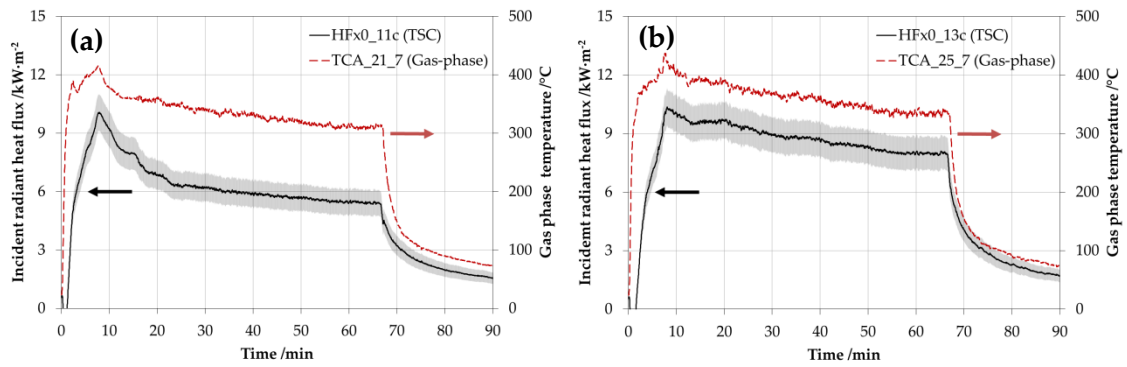 (a)
HFx0_11c (TSC)
TCA_21_7 (Gas-phase)
Incident radiant heat flux /kW·m⁻²
15
12
9
6
3
0
500
400
300
200
100
0
Gas phase temperature /°C
0 10 20 30 40 50 60 70 80 90
Time /min
(b)
HFx0_13c (TSC)
TCA_25_7 (Gas-phase)
Incident radiant heat flux /kW·m⁻²
15
12
9
6
3
0
500
400
300
200
100
0
Gas phase temperature /°C
0 10 20 30 40 50 60 70 80 90
Time /min